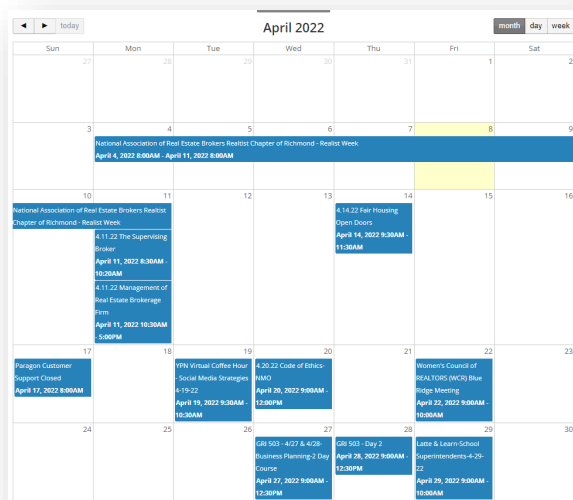 ◄ ► today
April 2022
month day week
Sun Mon Tue Wed Thu Fri Sat
27 28 29 30 31 1 2
3 4 5 6 7 8 9
National Association of Real Estate Brokers Realtist Chapter of Richmond - Realist Week
April 4, 2022 8:00AM - April 11, 2022 8:00AM
10 11 12 13 14 15 16
National Association of Real Estate Brokers Realtist
Chapter of Richmond - Realist Week
4.11.22 The Supervising
Broker
April 11, 2022 8:30AM -
10:20AM
4.11.22 Management of
Real Estate Brokerage
Firm
April 11, 2022 10:30AM
- 5:00PM
4.14.22 Fair Housing
Open Doors
April 14, 2022 9:30AM -
11:30AM
17 18 19 20 21 22 23
Paragon Customer
Support Closed
April 17, 2022 8:00AM
YPN Virtual Coffee Hour
- Social Media Strategies
4-19-22
April 19, 2022 9:30AM -
10:30AM
4.20.22 Code of Ethics-
NMO
April 20, 2022 9:00AM -
12:00PM
Women's Council of
REALTORS (WCR) Blue
Ridge Meeting
April 22, 2022 9:00AM -
10:00AM
24 25 26 27 28 29 30
GRI 503 - 4/27 & 4/28-
Business Planning-2 Day
Course
April 27, 2022 9:00AM -
12:30PM
GRI 503 - Day 2
April 28, 2022 9:00AM -
12:30PM
Latte & Learn-School
Superintendents-4-29-
22
April 29, 2022 9:00AM -
10:00AM